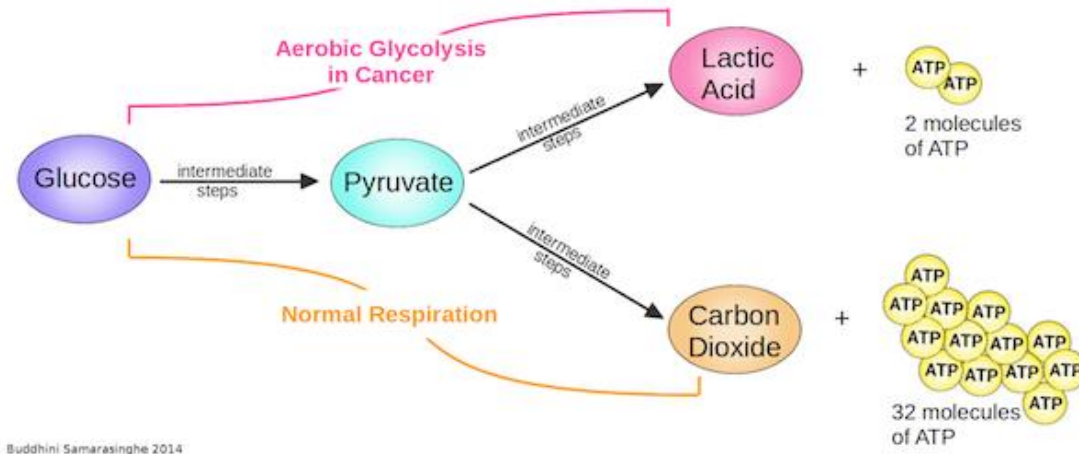 Aerobic Glycolysis
in Cancer
Lactic
Acid
+
ATP
ATP
2 molecules
of ATP
intermediate
steps
Glucose
intermediate
steps
Pyruvate
intermediate
steps
Normal Respiration
Carbon
Dioxide
+
ATP
ATP ATP ATP
ATP ATP ATP ATP
ATP ATP ATP ATP
ATP
32 molecules
of ATP
Buddhini Samarasinghe 2014